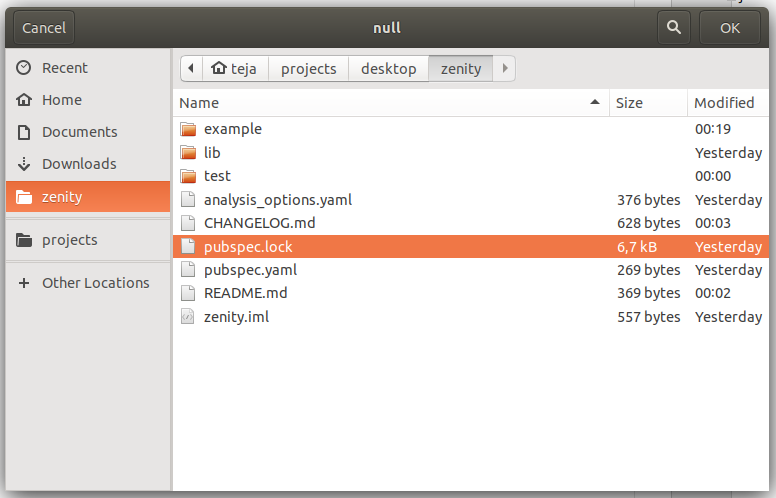 Cancel null OK
Recent
Home
Documents
Downloads
zenity
projects
Other Locations
teja projects desktop zenity
Name Size Modified
example 00:19
lib Yesterday
test 00:00
analysis_options.yaml 376 bytes Yesterday
CHANGELOG.md 628 bytes 00:03
pubspec.lock 6,7 kB Yesterday
pubspec.yaml 269 bytes Yesterday
README.md 369 bytes 00:02
zenity.iml 557 bytes Yesterday